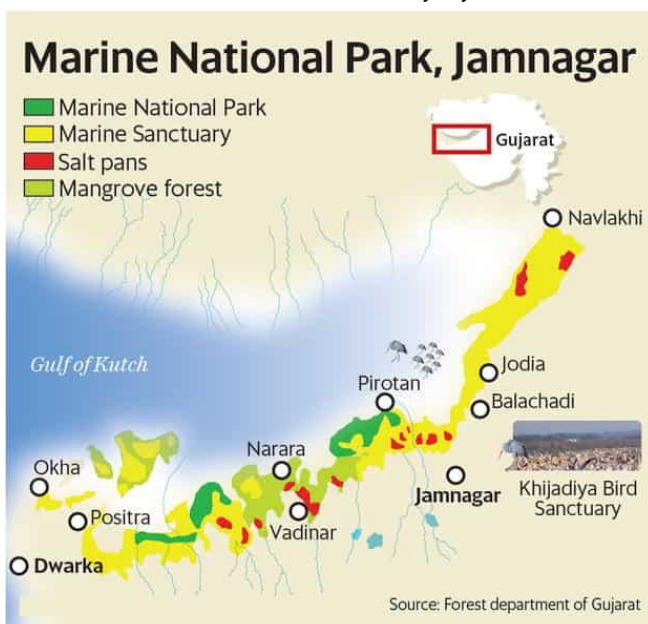 Marine National Park, Jamnagar
Marine National Park
Marine Sanctuary
Salt pans
Mangrove forest
Gujarat
Navlakhi
Gulf of Kutch
Jodia
Pirotan
Balachadi
Narara
Okha
Jamnagar
Khijadiya Bird
Sanctuary
Positra
Vadinar
Dwarka
Source: Forest department of Gujarat